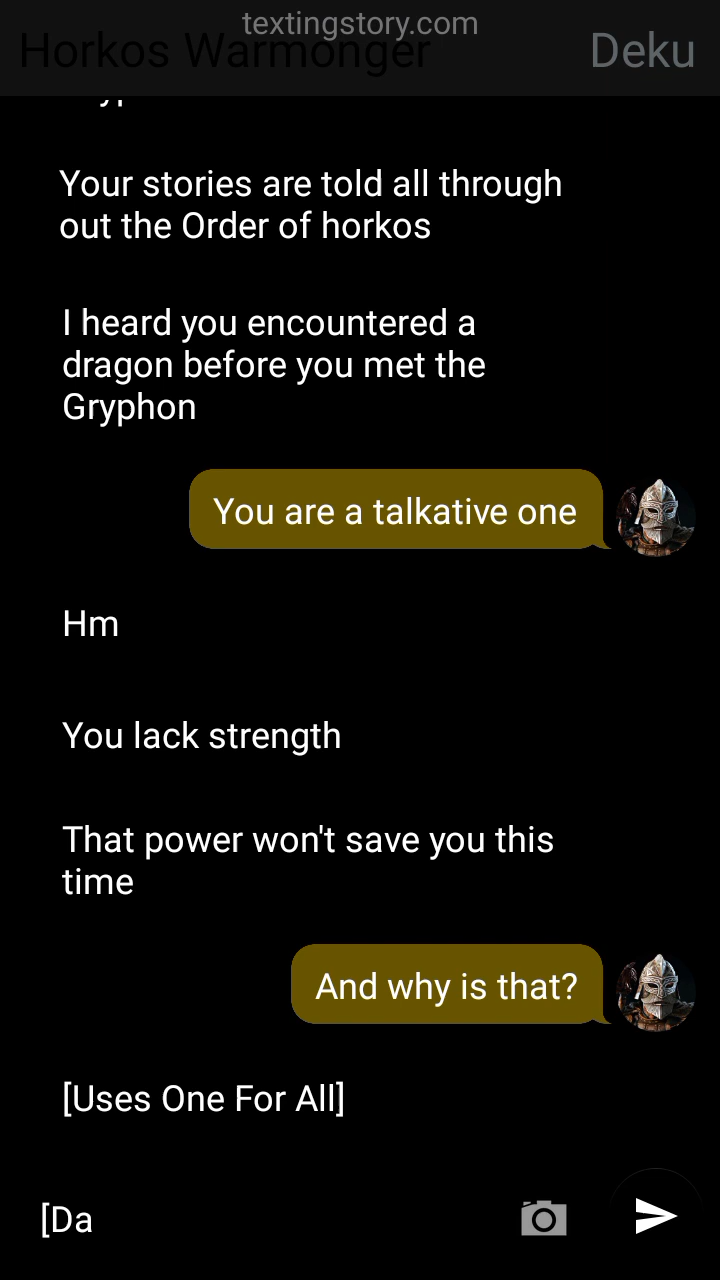 textingstory.com
Horkos Warmonger
Deku
Your stories are told all through
out the Order of horkos
I heard you encountered a
dragon before you met the
Gryphon
You are a talkative one
Hm
You lack strength
That power won't save you this
time
And why is that?
[Uses One For All]
[Da